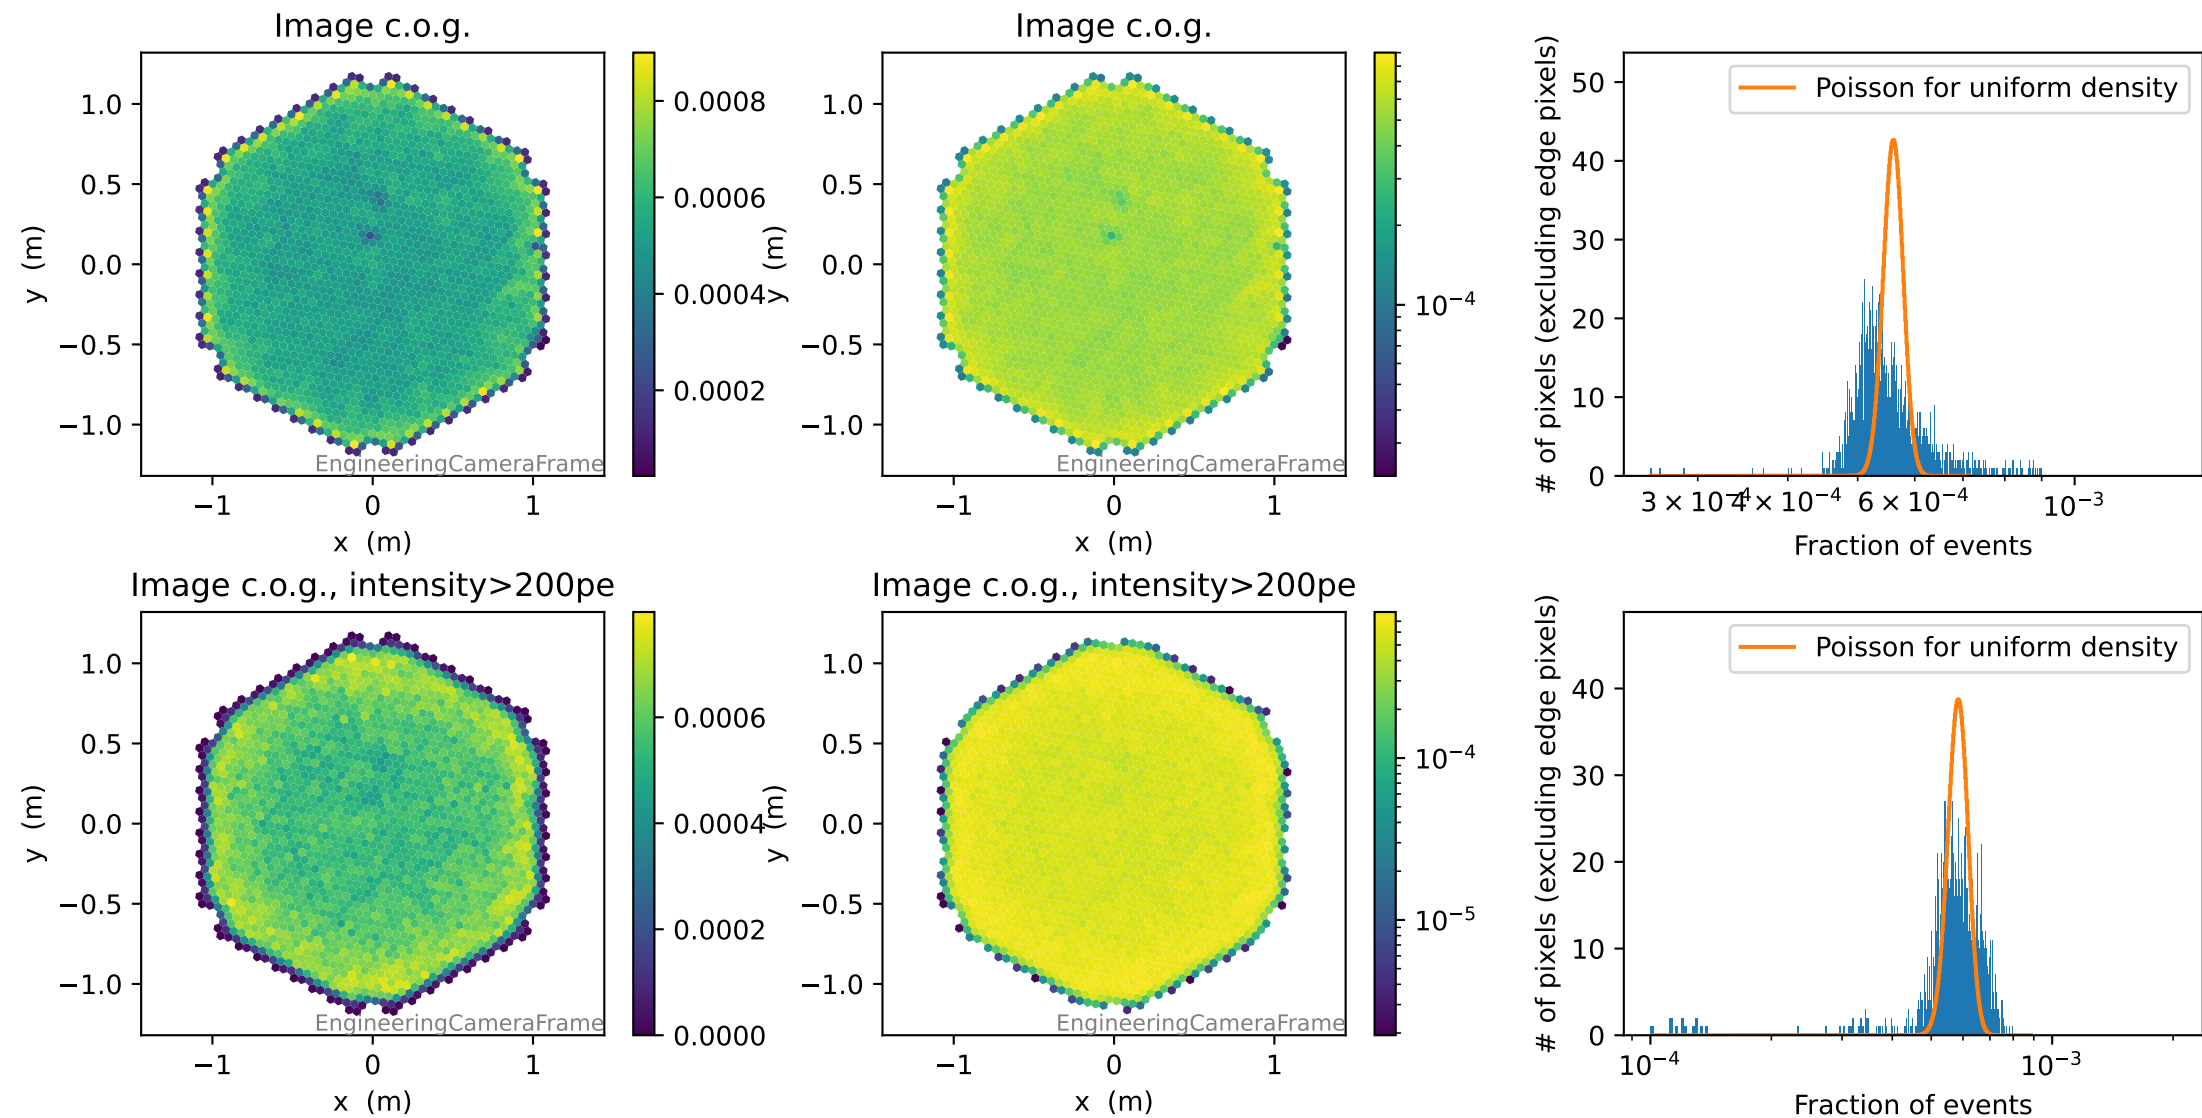 Image c.o.g.
y (m)
1.0
0.5
0.0
−0.5
−1.0
−1 0 1
x (m)
EngineeringCameraFrame
0.0008
0.0006
0.0004
0.0002
Image c.o.g.
y (m)
1.0
0.5
0.0
−0.5
−1.0
−1 0 1
x (m)
EngineeringCameraFrame
10⁻⁴
# of pixels (excluding edge pixels)
50
40
30
20
10
0
Poisson for uniform density
3 × 10⁻⁴ 4 × 10⁻⁴ 6 × 10⁻⁴ 10⁻³
Fraction of events
Image c.o.g., intensity>200pe
y (m)
1.0
0.5
0.0
−0.5
−1.0
−1 0 1
x (m)
EngineeringCameraFrame
0.0006
0.0004
0.0002
0.0000
Image c.o.g., intensity>200pe
y (m)
1.0
0.5
0.0
−0.5
−1.0
−1 0 1
x (m)
EngineeringCameraFrame
10⁻⁴
10⁻⁵
# of pixels (excluding edge pixels)
40
30
20
10
0
Poisson for uniform density
10⁻⁴ 10⁻³
Fraction of events